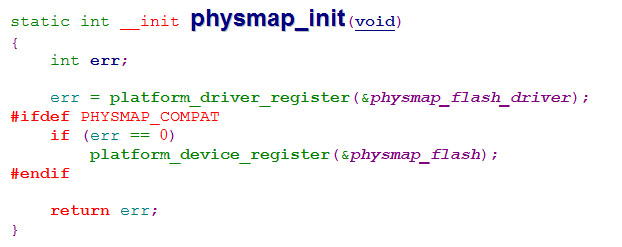 static int __init physmap_init(void)
{
    int err;

    err = platform_driver_register(&physmap_flash_driver);
#ifdef PHYSMAP_COMPAT
    if (err == 0)
        platform_device_register(&physmap_flash);
#endif

    return err;
}